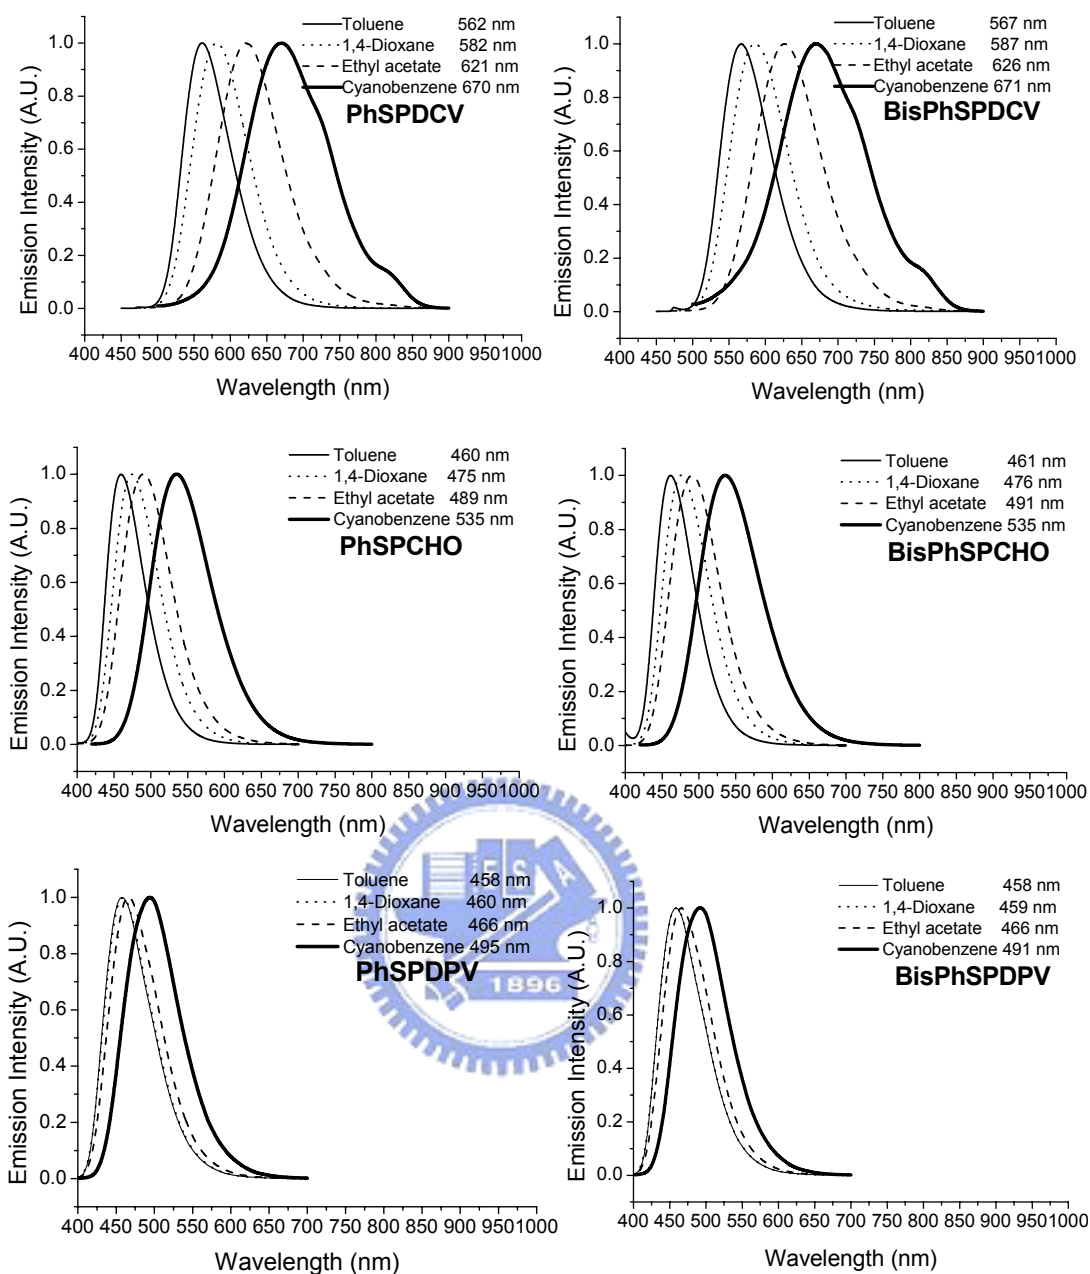 Toluene 562 nm
1,4-Dioxane 582 nm
Ethyl acetate 621 nm
Cyanobenzene 670 nm
PhSPDCV
1.0
0.8
0.6
0.4
0.2
0.0
Emission Intensity (A.U.)
400 450 500 550 600 650 700 750 800 850 900 950 1000
Wavelength (nm)
Toluene 567 nm
1,4-Dioxane 587 nm
Ethyl acetate 626 nm
Cyanobenzene 671 nm
BisPhSPDCV
1.0
0.8
0.6
0.4
0.2
0.0
Emission Intensity (A.U.)
400 450 500 550 600 650 700 750 800 850 900 950 1000
Wavelength (nm)
Toluene 460 nm
1,4-Dioxane 475 nm
Ethyl acetate 489 nm
Cyanobenzene 535 nm
PhSPCHO
1.0
0.8
0.6
0.4
0.2
0.0
Emission Intensity (A.U.)
400 450 500 550 600 650 700 750 800 850 900 950 1000
Wavelength (nm)
Toluene 461 nm
1,4-Dioxane 476 nm
Ethyl acetate 491 nm
Cyanobenzene 535 nm
BisPhSPCHO
1.0
0.8
0.6
0.4
0.2
0.0
Emission Intensity (A.U.)
400 450 500 550 600 650 700 750 800 850 900 950 1000
Wavelength (nm)
Toluene 458 nm
1,4-Dioxane 460 nm
Ethyl acetate 466 nm
Cyanobenzene 495 nm
PhSPDPV
1.0
0.8
0.6
0.4
0.2
0.0
Emission Intensity (A.U.)
400 450 500 550 600 650 700 750 800 850 900 950 1000
Wavelength (nm)
E S A
1896
Toluene 458 nm
1,4-Dioxane 459 nm
Ethyl acetate 466 nm
Cyanobenzene 491 nm
BisPhSPDPV
1.0
0.8
0.6
0.4
0.2
0.0
Emission Intensity (A.U.)
400 450 500 550 600 650 700 750 800 850 900 950 1000
Wavelength (nm)